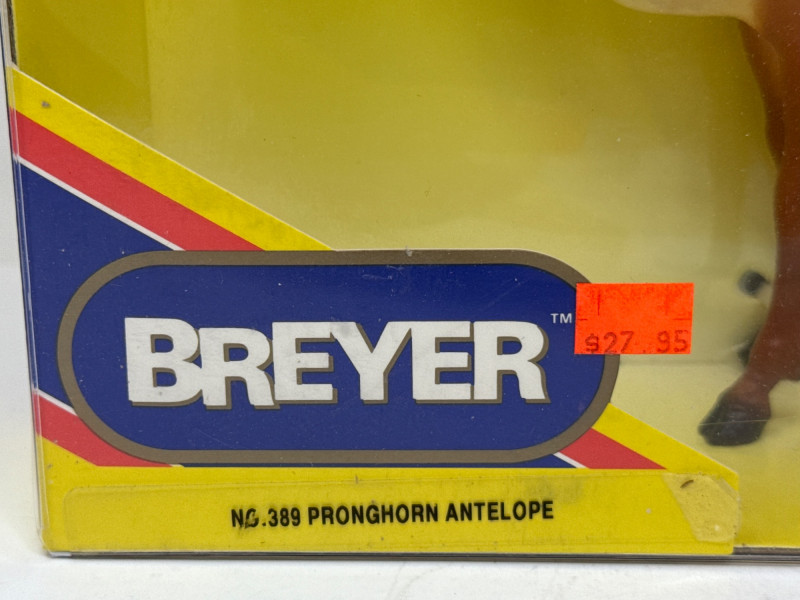 BREYER™
$27.95
NO.389 PRONGHORN ANTELOPE